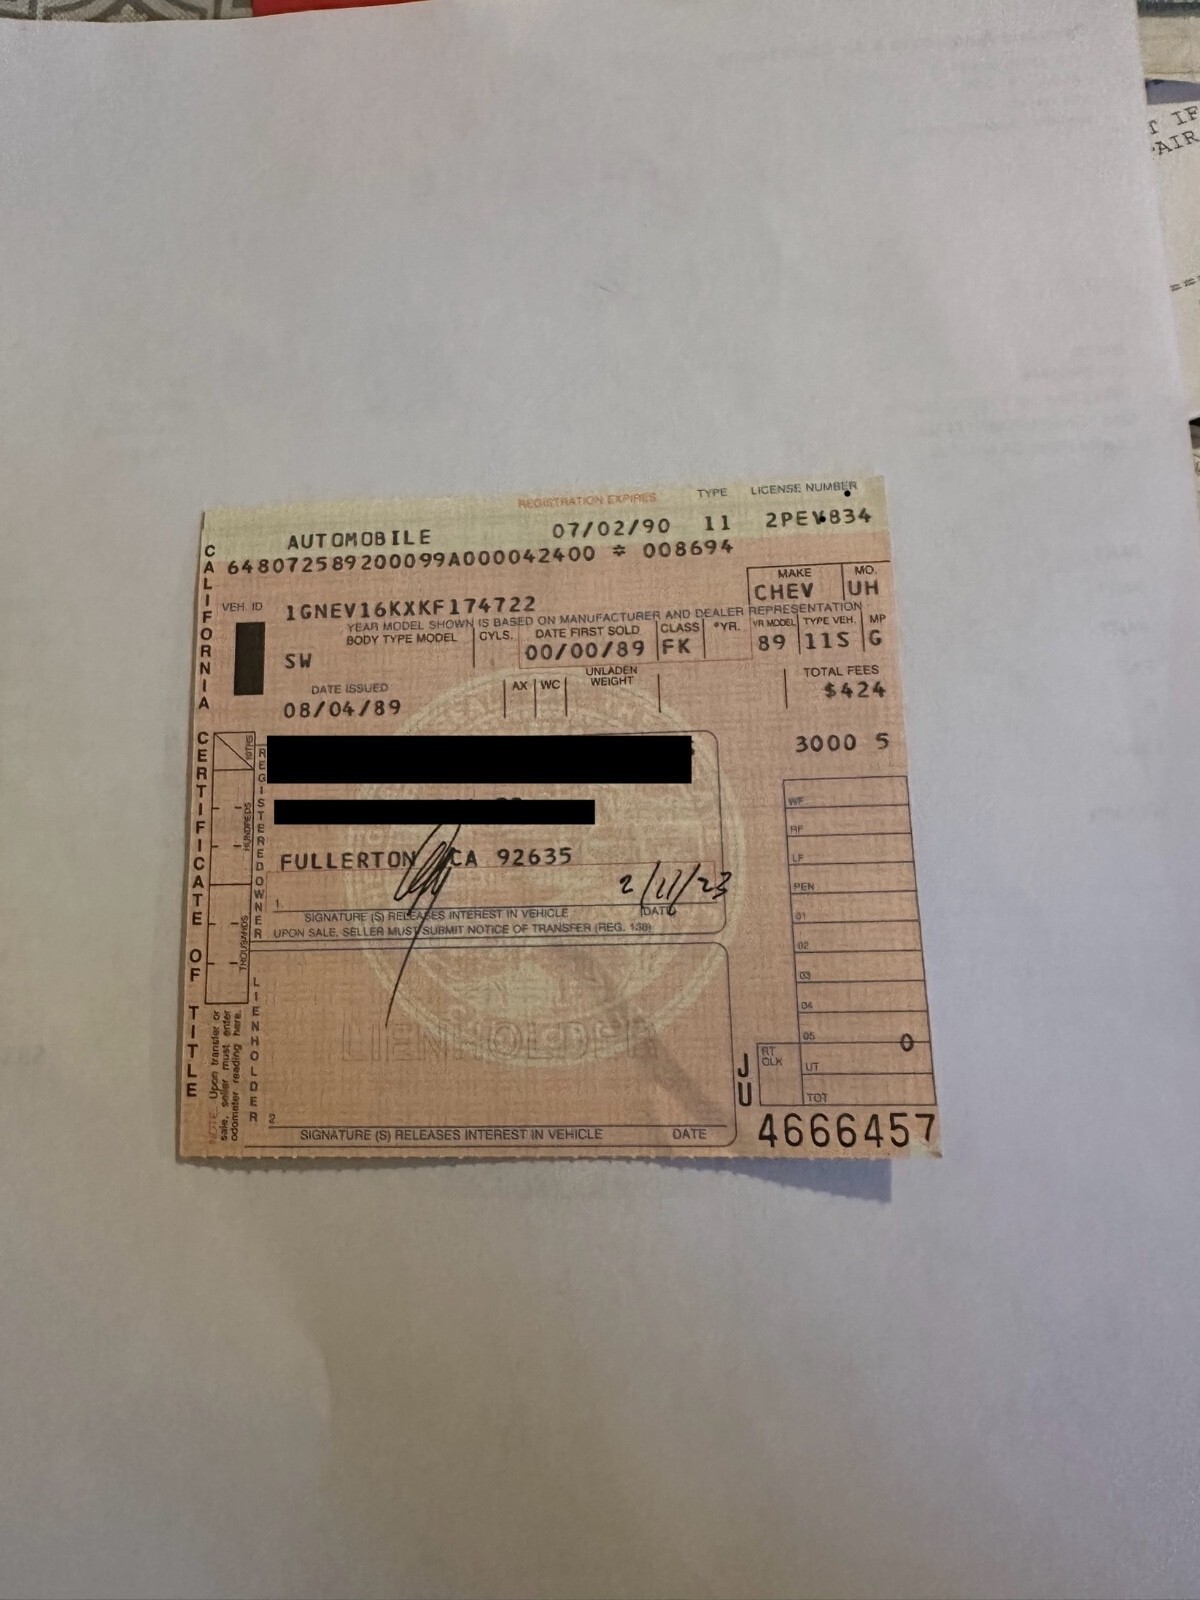 T IF
AIR
REGISTRATION EXPIRES TYPE LICENSE NUMBER
AUTOMOBILE 07/02/90 11 2PEV834
648072589200099A000042400 * 008694
MAKE MO.
CHEV UH
VEH. ID 1GNEV16KXKF174722
YEAR MODEL SHOWN IS BASED ON MANUFACTURER AND DEALER REPRESENTATION
BODY TYPE MODEL CYLS. DATE FIRST SOLD CLASS *YR. YR MODEL TYPE VEH. MP
SW 00/00/89 FK 89 11S G
DATE ISSUED AX WC UNLADEN WEIGHT TOTAL FEES
08/04/89 $424
3000 5
CALIFORNIA CERTIFICATE OF TITLE
10THS
HUNDREDS
THOUSANDS
NOTE: Upon transfer or
sale, seller must enter
odometer reading here.
REGISTERED OWNER
FULLERTON CA 92635
2/11/23
1.
SIGNATURE (S) RELEASES INTEREST IN VEHICLE DATE
UPON SALE, SELLER MUST SUBMIT NOTICE OF TRANSFER (REG. 138)
LIENHOLDER
LIENHOLDER
2
SIGNATURE (S) RELEASES INTEREST IN VEHICLE DATE
WF
RF
LF
PEN
01
02
03
04
05 0
RT CLK
UT
TOT
JU
4666457